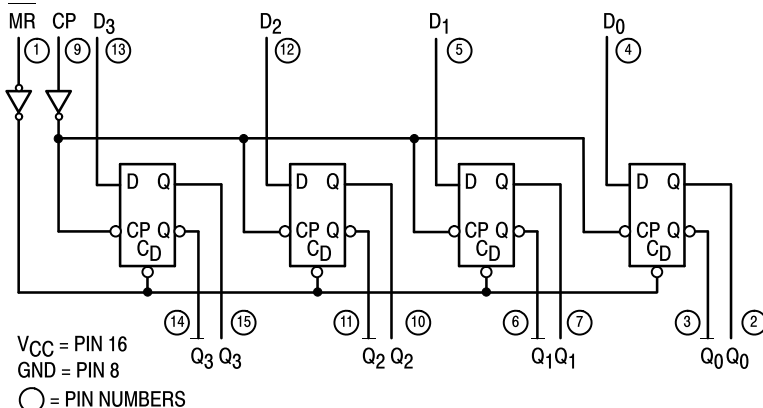 MR CP D3 D2 D1 D0
1 9 13 12 5 4
D Q D Q D Q D Q
CP Q CP Q CP Q CP Q
CD CD CD CD
14 15 11 10 6 7 3 2
Q3 Q3 Q2 Q2 Q1 Q1 Q0 Q0
VCC = PIN 16
GND = PIN 8
= PIN NUMBERS